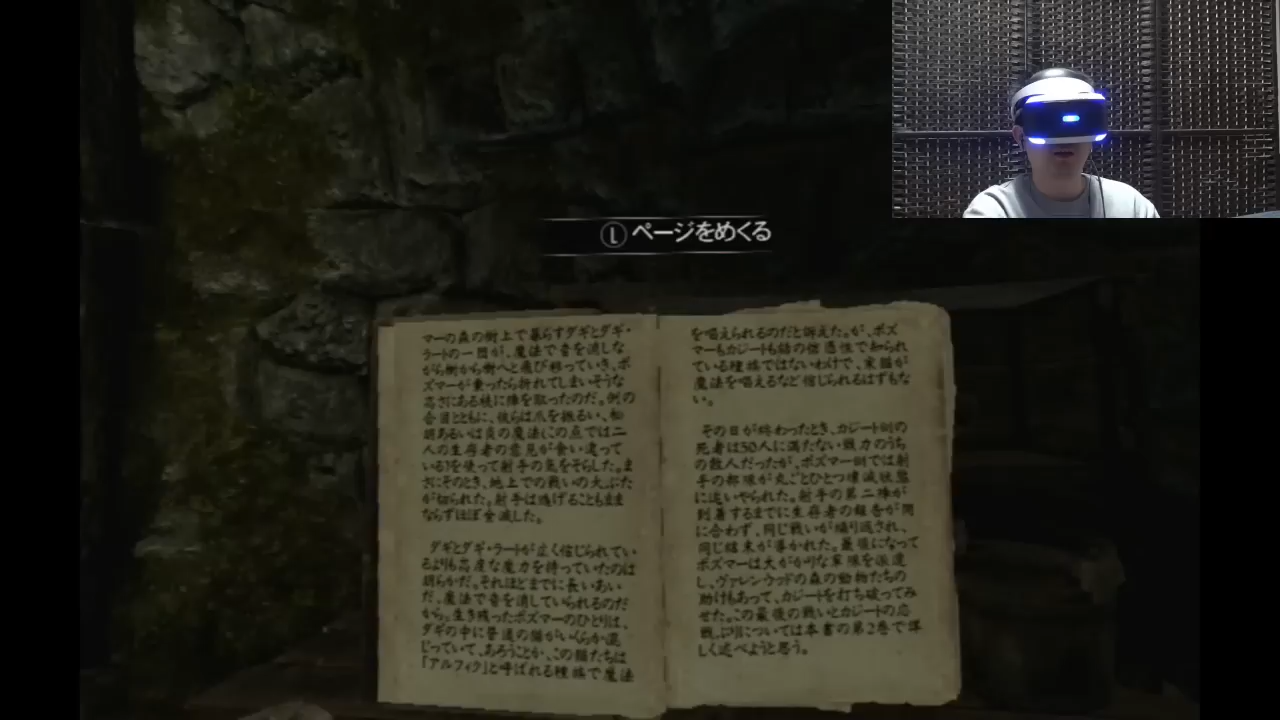 Ⓛ ページをめくる
マーの森の樹上で暮らすダギとダギ・
ラートの一団が、魔法で音を消しな
がら樹から樹へと飛び移っていき、ボ
ズマーが乗ったら折れてしまいそうな
高さにある枝に陣を取ったのだ。例の
合図とともに、彼らは爪を振るい、松
明あるいは炎の魔法(この点では二
人の生存者の意見が食い違って
いる)を使って射手の気をそらした。ま
さにそのとき、地上での戦いの火ぶた
が切られた。射手は逃げることもまま
ならずほぼ全滅した。
ダギとダギ・ラートが広く信じられてい
るよりも高度な魔力を持っていたのは
明らかだ。それほどまでに長いあい
だ、魔法で音を消していられるのだ
から。生き残ったボズマーのひとりは、
ダギの中に普通の猫がいくらか混
じっていて、あろうことか、この猫たちは
「アルフィク」と呼ばれる種族で魔法
を唱えられるのだと訴えた。が、ボズ
マーもカジートも話の信憑性で知られ
ている種族ではないわけで、家猫が
魔法を唱えるなど信じられるはずもな
い。
その日が終わったとき、カジート側の
死者は50人に満たない戦力のうち
の数人だったが、ボズマー側では射
手の部隊が丸ごとひとつ壊滅状態
に追いやられた。射手の第二陣が
到着するまでに生存者の報告が間
に合わず、同じ戦いが繰り返され、
同じ結末が導かれた。最後になって
ボズマーは大がかりな軍隊を派遣
し、ヴァレンウッドの森の動物たちの
助けもあって、カジートを打ち破ってみ
せた。この最後の戦いとカジートの応
戦ぶりについては本書の第2巻で詳
しく述べようと思う。